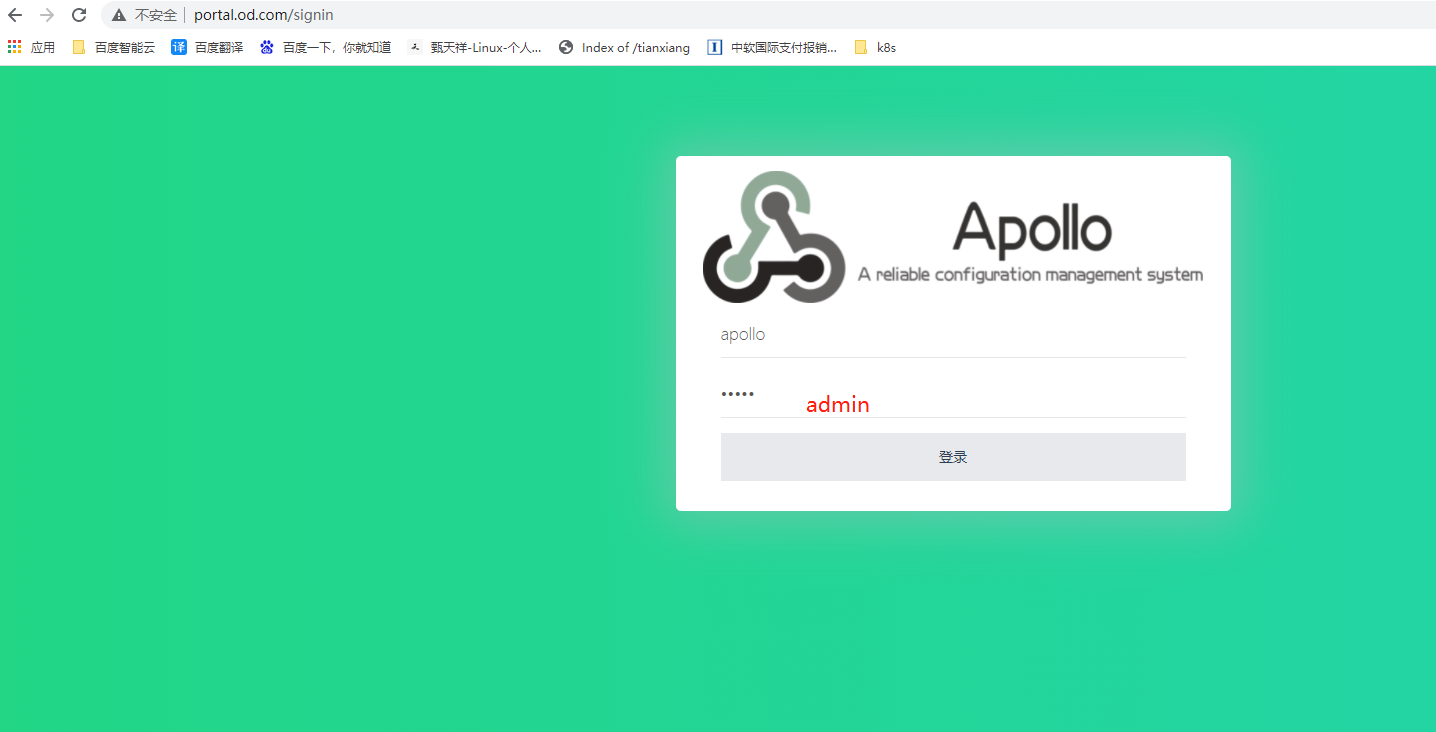 不安全 portal.od.com/signin
应用 百度智能云 译 百度翻译 百度一下，你就知道 甄天祥-Linux-个人... Index of /tianxiang 中软国际支付报销... k8s
Apollo
A reliable configuration management system
apollo
•••••
admin
登录